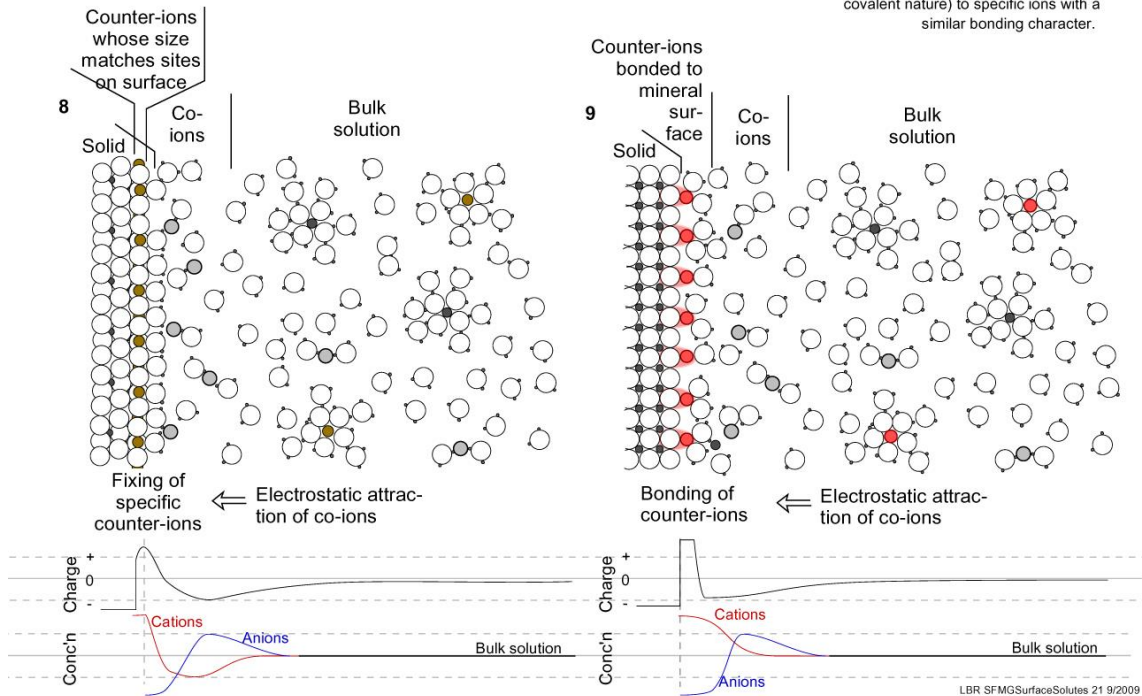 covalent nature) to specific ions with a
similar bonding character.
Counter-ions
whose size
matches sites
on surface
8
Co-
ions
Bulk
solution
Solid
Fixing of
specific
counter-ions
Electrostatic attrac-
tion of co-ions
Counter-ions
bonded to
mineral
sur-
face
9
Co-
ions
Bulk
solution
Solid
Bonding of
counter-ions
Electrostatic attrac-
tion of co-ions
Charge
+
0
-
Cations
Conc'n
Anions
Bulk solution
Charge
+
0
-
Cations
Conc'n
Anions
Bulk solution
LBR SFMGSurfaceSolutes 21 9/2009